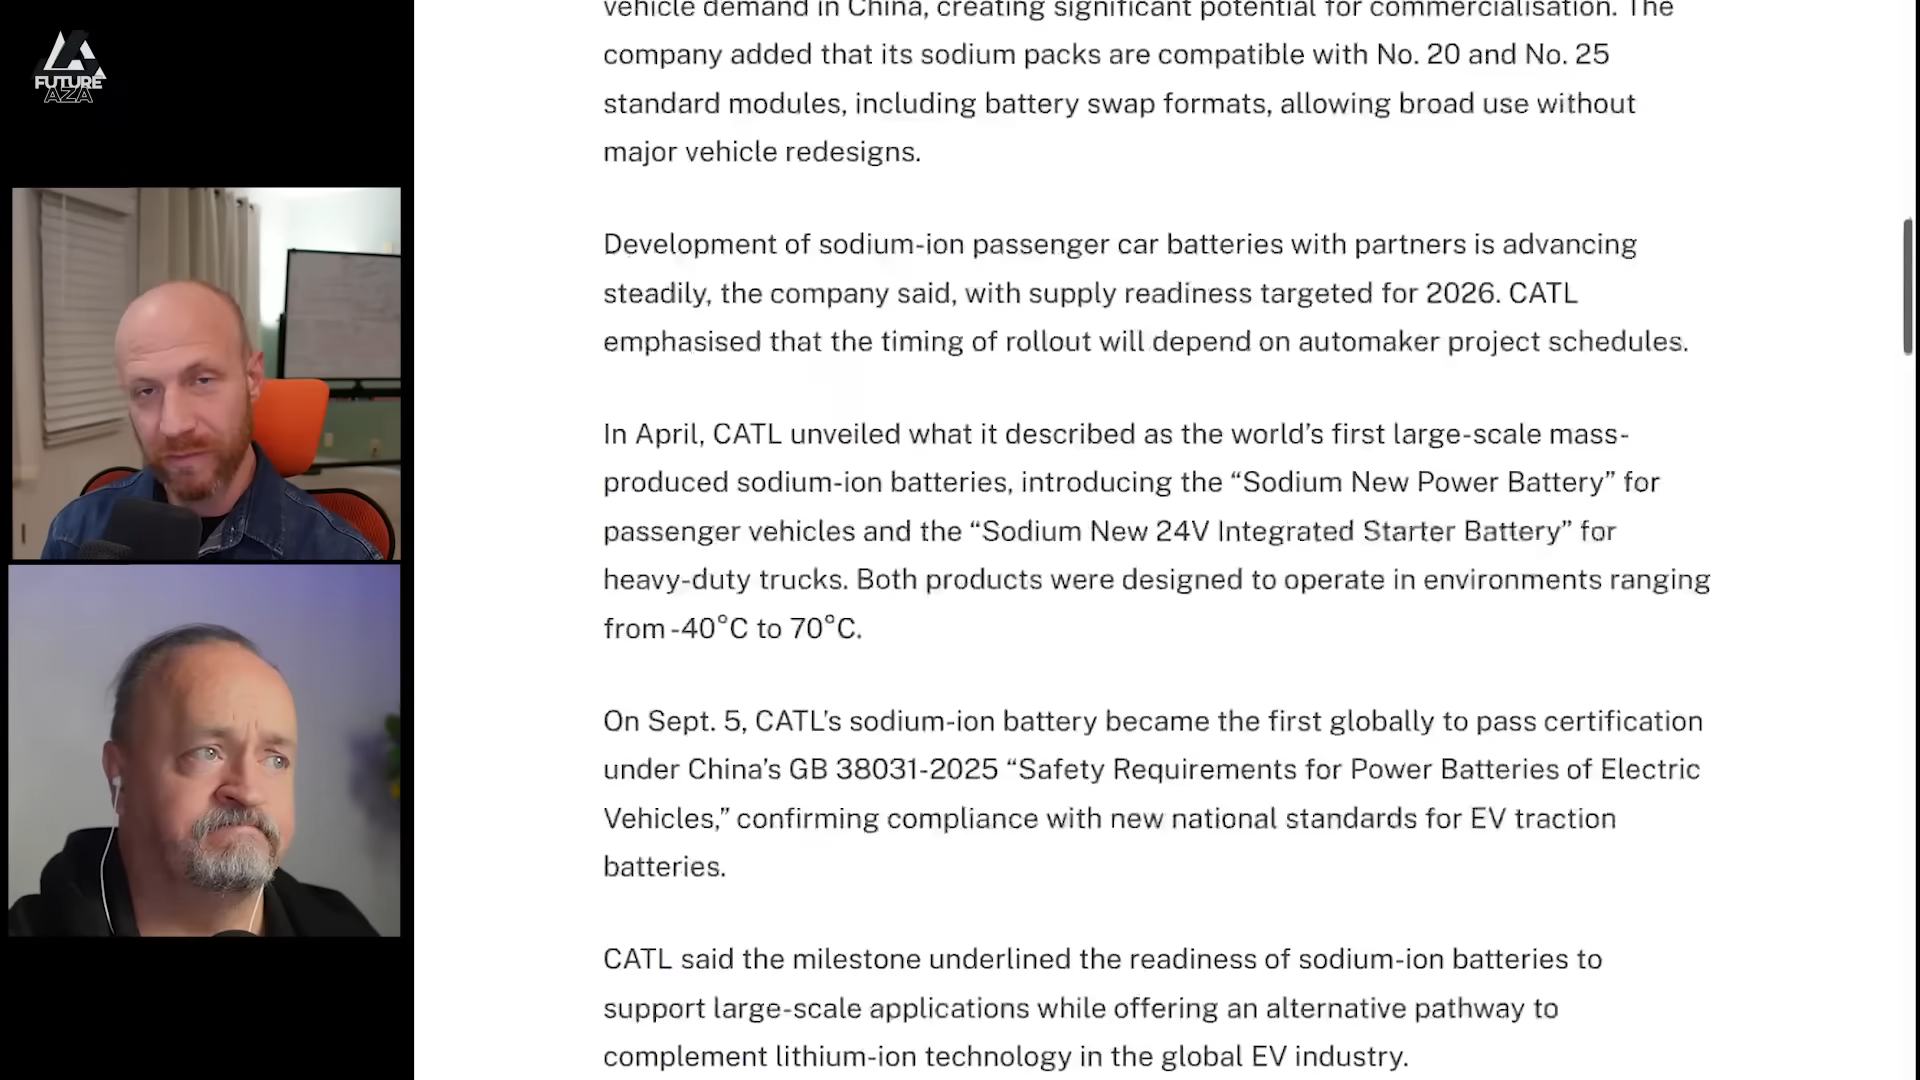 FUTURE
AZA
vehicle demand in China, creating significant potential for commercialisation. The
company added that its sodium packs are compatible with No. 20 and No. 25
standard modules, including battery swap formats, allowing broad use without
major vehicle redesigns.
Development of sodium-ion passenger car batteries with partners is advancing
steadily, the company said, with supply readiness targeted for 2026. CATL
emphasised that the timing of rollout will depend on automaker project schedules.
In April, CATL unveiled what it described as the world’s first large-scale mass-
produced sodium-ion batteries, introducing the “Sodium New Power Battery” for
passenger vehicles and the “Sodium New 24V Integrated Starter Battery” for
heavy-duty trucks. Both products were designed to operate in environments ranging
from -40°C to 70°C.
On Sept. 5, CATL’s sodium-ion battery became the first globally to pass certification
under China’s GB 38031-2025 “Safety Requirements for Power Batteries of Electric
Vehicles,” confirming compliance with new national standards for EV traction
batteries.
CATL said the milestone underlined the readiness of sodium-ion batteries to
support large-scale applications while offering an alternative pathway to
complement lithium-ion technology in the global EV industry.